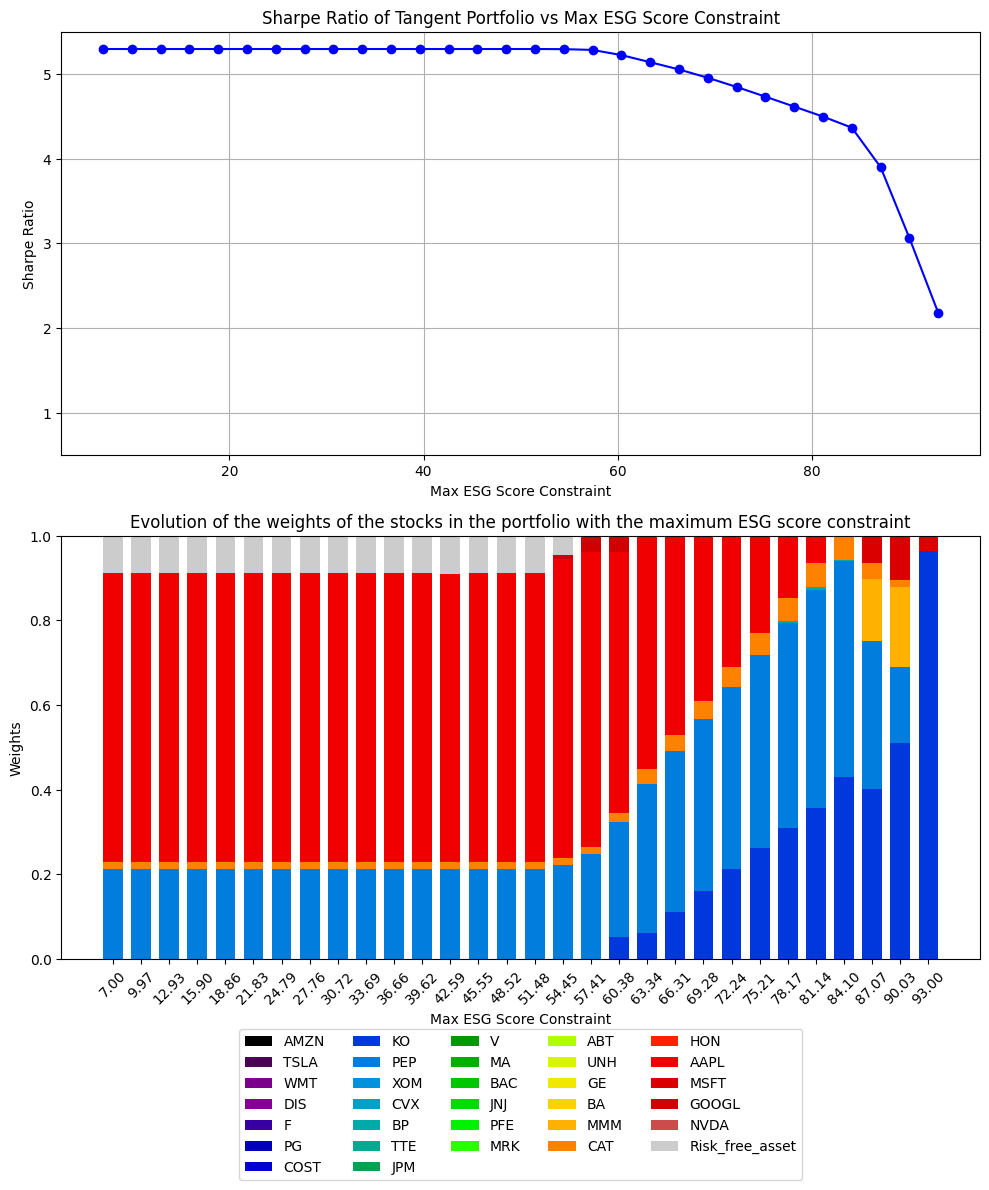 Sharpe Ratio of Tangent Portfolio vs Max ESG Score Constraint
5
4
3
2
1
Sharpe Ratio
20 40 60 80
Max ESG Score Constraint
Evolution of the weights of the stocks in the portfolio with the maximum ESG score constraint
1.0
0.8
0.6
0.4
0.2
0.0
Weights
7.00 9.97 12.93 15.90 18.86 21.83 24.79 27.76 30.72 33.69 36.66 39.62 42.59 45.55 48.52 51.48 54.45 57.41 60.38 63.34 66.31 69.28 72.24 75.21 78.17 81.14 84.10 87.07 90.03 93.00
Max ESG Score Constraint
AMZN KO V ABT HON
TSLA PEP MA UNH AAPL
WMT XOM BAC GE MSFT
DIS CVX JNJ BA GOOGL
F BP PFE MMM NVDA
PG TTE MRK CAT Risk_free_asset
COST JPM